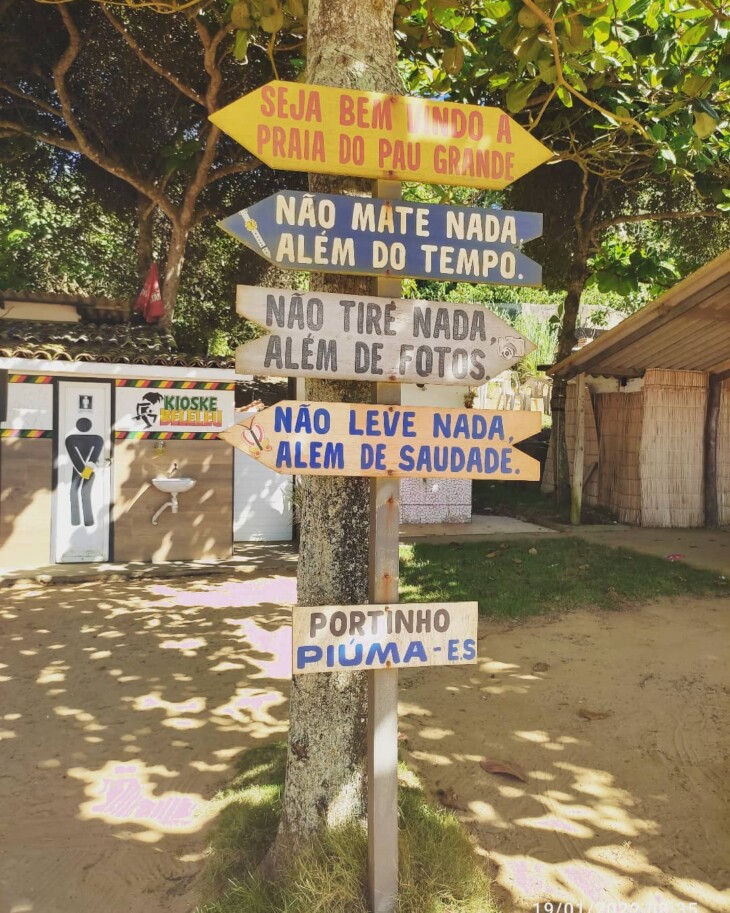 SEJA BEM VINDO A
PRAIA DO PAU GRANDE
NÃO MATE NADA,
ALÉM DO TEMPO.
NÃO TIRE NADA,
ALÉM DE FOTOS.
KIOSKE
BELELEU
NÃO LEVE NADA,
ALEM DE SAUDADE.
PORTINHO
PIÚMA-ES